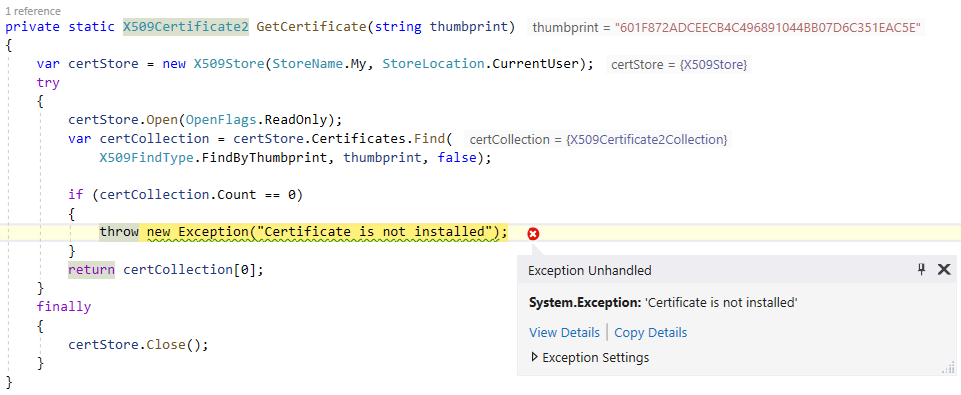 1 reference
private static X509Certificate2 GetCertificate(string thumbprint) thumbprint = "601F872ADCEECB4C496891044BB07D6C351EAC5E"
{
var certStore = new X509Store(StoreName.My, StoreLocation.CurrentUser); certStore = {X509Store}
try
{
certStore.Open(OpenFlags.ReadOnly);
var certCollection = certStore.Certificates.Find( certCollection = {X509Certificate2Collection}
X509FindType.FindByThumbprint, thumbprint, false);
if (certCollection.Count == 0)
{
throw new Exception("Certificate is not installed");
}
return certCollection[0];
}
finally
{
certStore.Close();
}
}
Exception Unhandled
System.Exception: 'Certificate is not installed'
View Details | Copy Details
Exception Settings